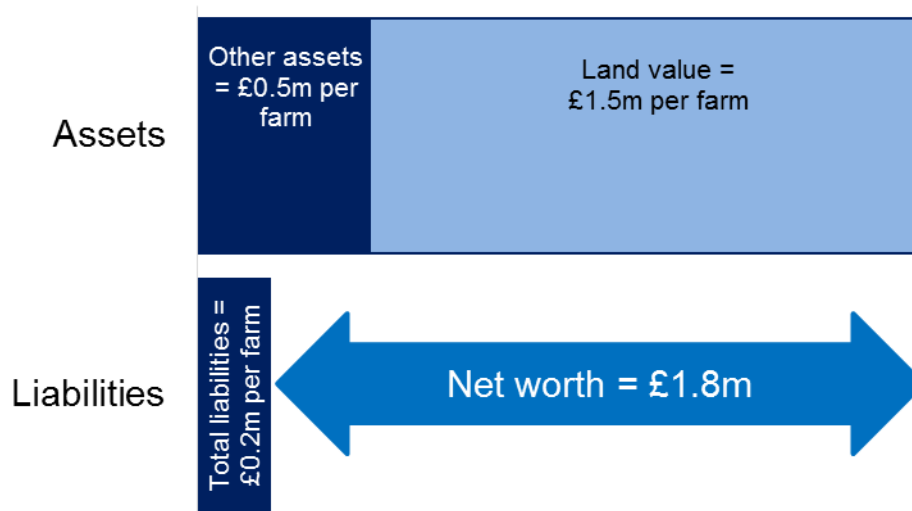 Other assets
= £0.5m per
farm
Land value =
£1.5m per farm
Assets
Total liabilities =
£0.2m per farm
Net worth = £1.8m
Liabilities